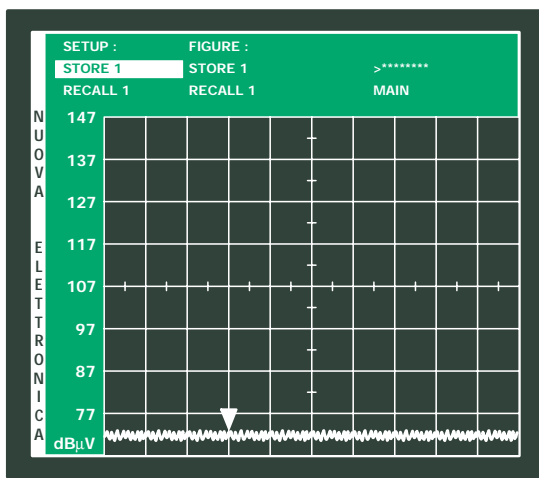 SETUP : FIGURE :
STORE 1 STORE 1 >********
RECALL 1 RECALL 1 MAIN
NUOVA ELETTRONICA
147
137
127
117
107
97
87
77
dBμV